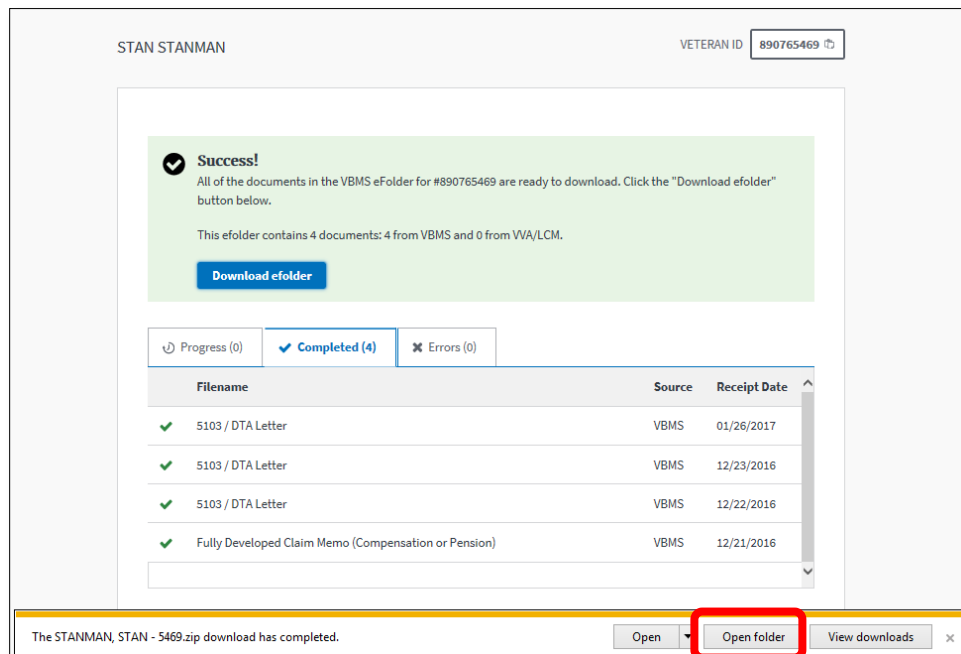 STAN STANMAN
VETERAN ID 890765469
Success!
All of the documents in the VBMS eFolder for #890765469 are ready to download. Click the "Download efolder"
button below.
This efolder contains 4 documents: 4 from VBMS and 0 from VVA/LCM.
Download efolder
Progress (0) Completed (4) Errors (0)
Filename Source Receipt Date
5103 / DTA Letter VBMS 01/26/2017
5103 / DTA Letter VBMS 12/23/2016
5103 / DTA Letter VBMS 12/22/2016
Fully Developed Claim Memo (Compensation or Pension) VBMS 12/21/2016
The STANMAN, STAN - 5469.zip download has completed. Open Open folder View downloads